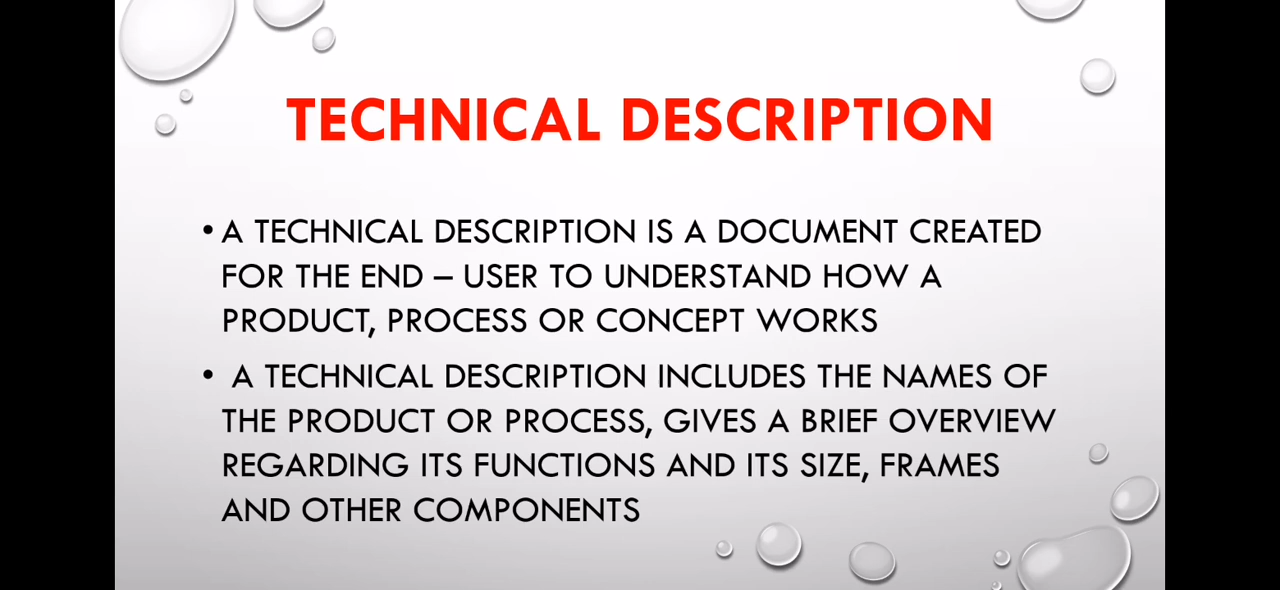 TECHNICAL DESCRIPTION
• A TECHNICAL DESCRIPTION IS A DOCUMENT CREATED
FOR THE END – USER TO UNDERSTAND HOW A
PRODUCT, PROCESS OR CONCEPT WORKS
• A TECHNICAL DESCRIPTION INCLUDES THE NAMES OF
THE PRODUCT OR PROCESS, GIVES A BRIEF OVERVIEW
REGARDING ITS FUNCTIONS AND ITS SIZE, FRAMES
AND OTHER COMPONENTS